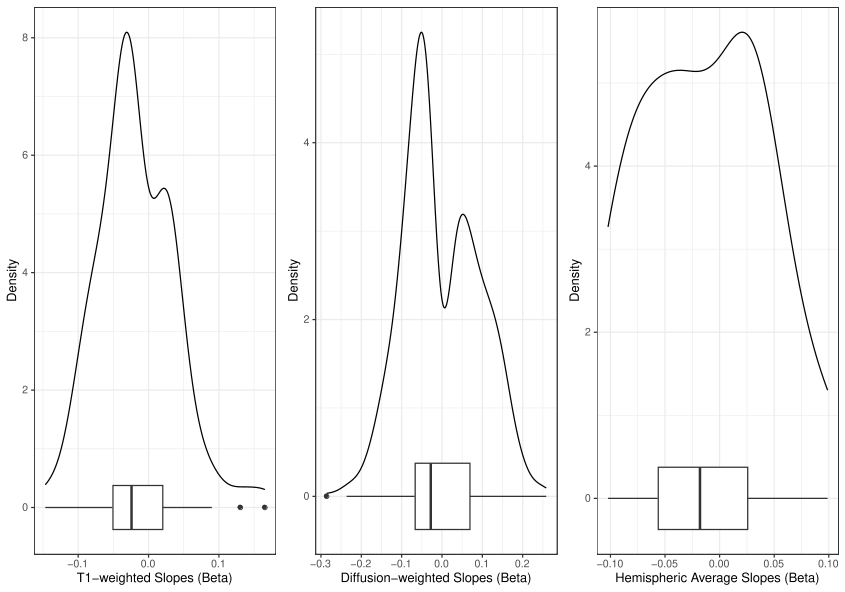 Density
8
6
4
2
0
−0.1 0.0 0.1
T1−weighted Slopes (Beta)
Density
4
2
0
−0.3 −0.2 −0.1 0.0 0.1 0.2
Diffusion−weighted Slopes (Beta)
Density
4
2
0
−0.10 −0.05 0.00 0.05 0.10
Hemispheric Average Slopes (Beta)